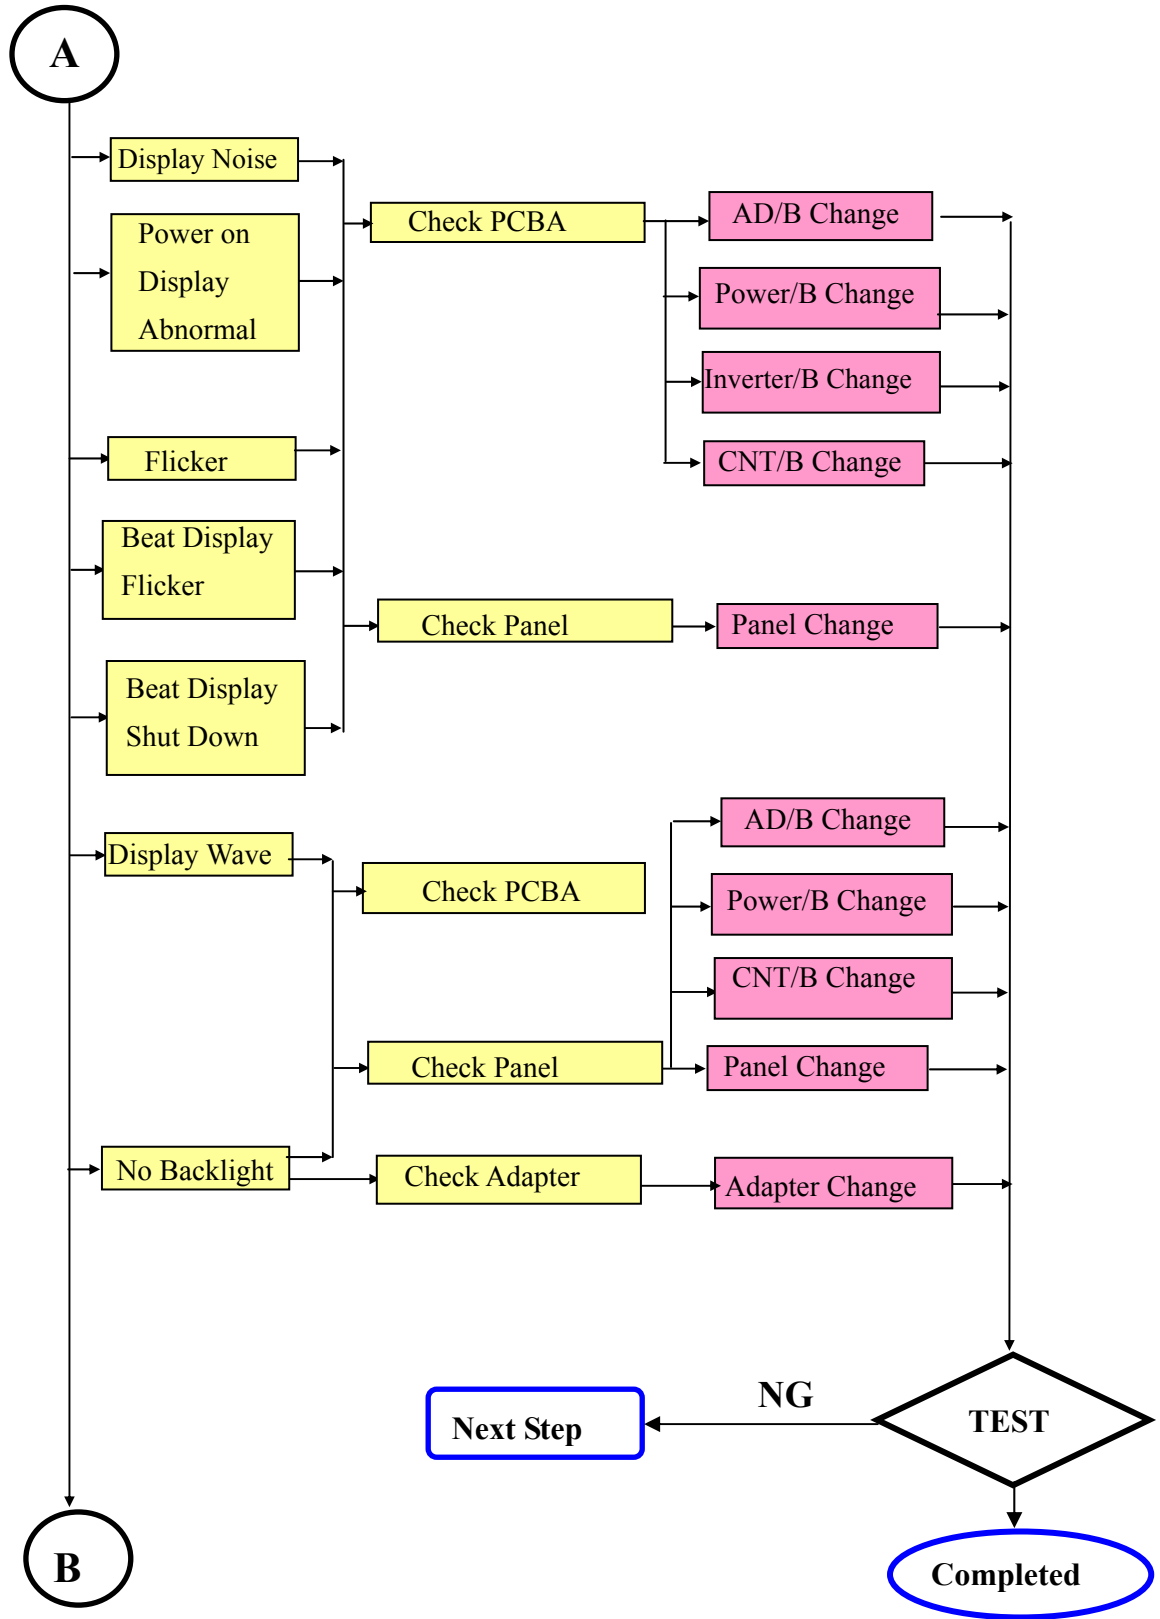 A
Display Noise
Power on
Display
Abnormal
Flicker
Beat Display
Flicker
Beat Display
Shut Down
Check PCBA
Check Panel
AD/B Change
Power/B Change
Inverter/B Change
CNT/B Change
Panel Change
Display Wave
No Backlight
Check PCBA
Check Panel
Check Adapter
AD/B Change
Power/B Change
CNT/B Change
Panel Change
Adapter Change
TEST
NG
Next Step
Completed
B